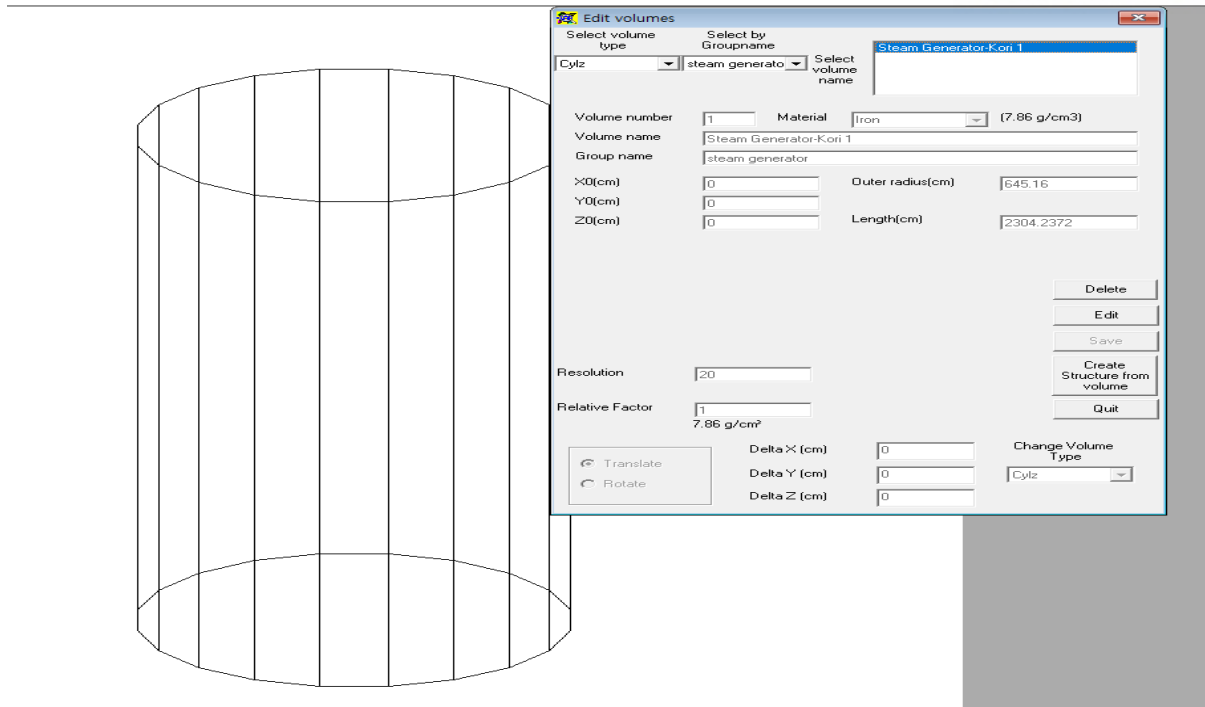 Edit volumes
Select volume type
Select by Groupname
Cylz
steam generato
Select volume name
Steam Generator-Kori 1
Volume number 1 Material Iron (7.86 g/cm3)
Volume name Steam Generator-Kori 1
Group name steam generator
X0(cm) 0 Outer radius(cm) 645.16
Y0(cm) 0
Z0(cm) 0 Length(cm) 2304.2372
Delete
Edit
Save
Create Structure from volume
Resolution 20
Relative Factor 1
Quit
7.86 g/cm³
Translate
Rotate
Delta X (cm) 0
Delta Y (cm) 0
Delta Z (cm) 0
Change Volume Type
Cylz